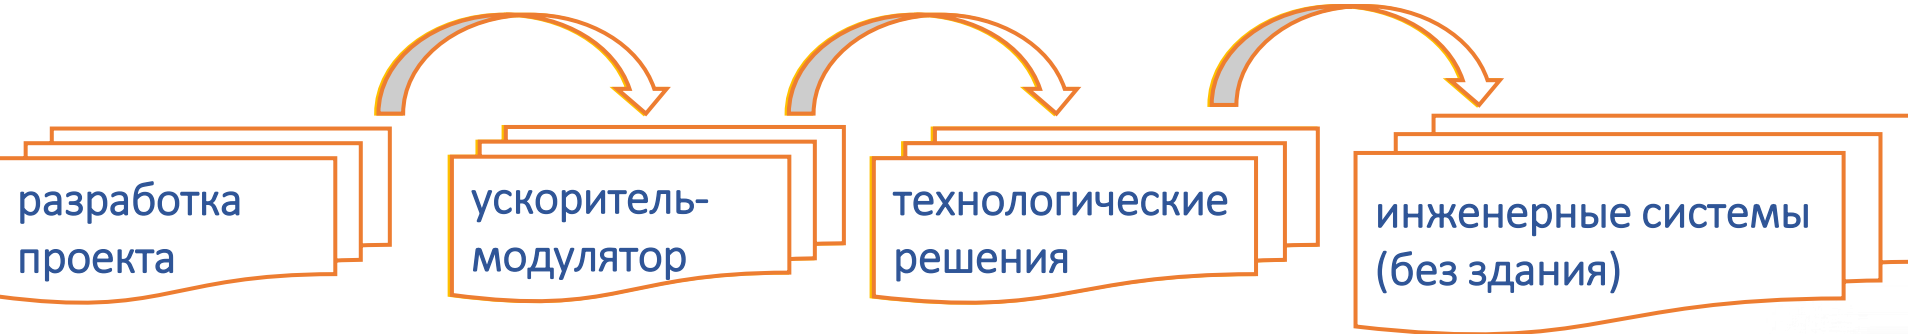 разработка
проекта
ускоритель-
модулятор
технологические
решения
инженерные системы
(без здания)